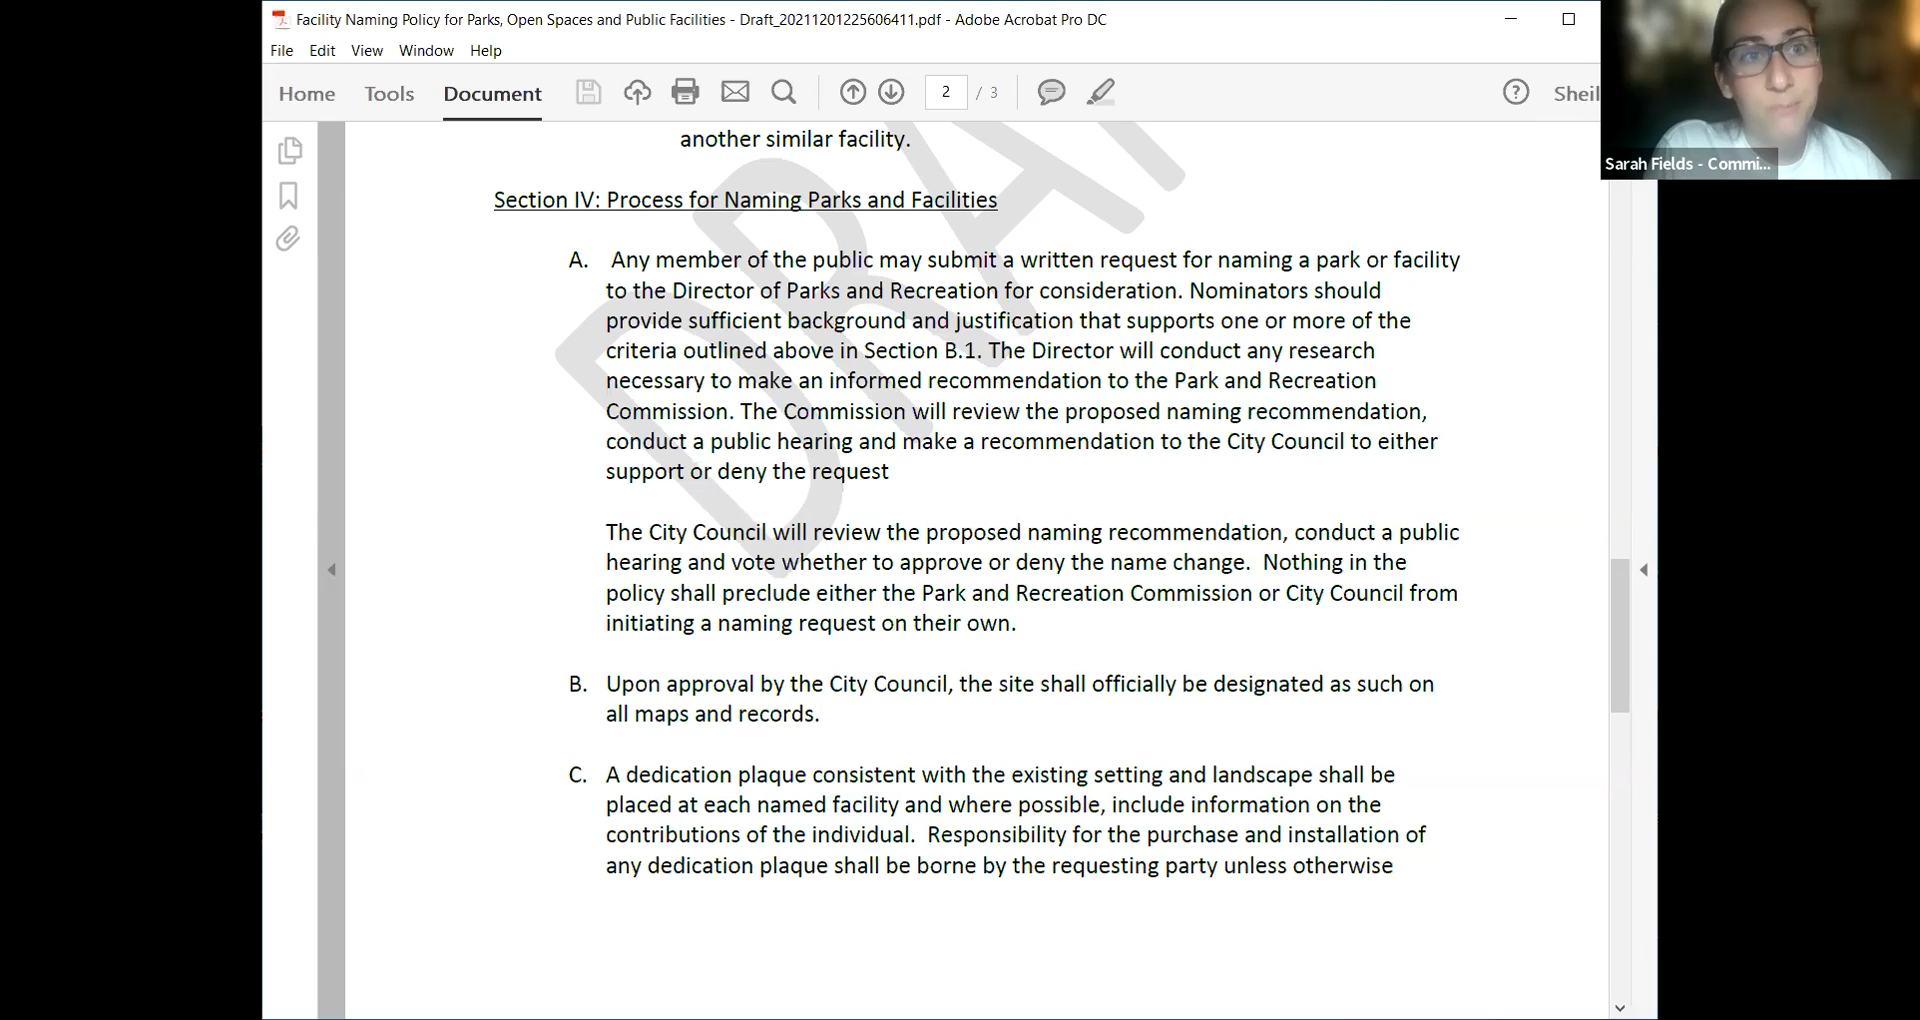 Facility Naming Policy for Parks, Open Spaces and Public Facilities - Draft_20211201225606411.pdf - Adobe Acrobat Pro DC
File Edit View Window Help
Home Tools Document 2 / 3 Sheil
Sarah Fields - Commi...
DRA
another similar facility.
Section IV: Process for Naming Parks and Facilities
A. Any member of the public may submit a written request for naming a park or facility
to the Director of Parks and Recreation for consideration. Nominators should
provide sufficient background and justification that supports one or more of the
criteria outlined above in Section B.1. The Director will conduct any research
necessary to make an informed recommendation to the Park and Recreation
Commission. The Commission will review the proposed naming recommendation,
conduct a public hearing and make a recommendation to the City Council to either
support or deny the request
The City Council will review the proposed naming recommendation, conduct a public
hearing and vote whether to approve or deny the name change.  Nothing in the
policy shall preclude either the Park and Recreation Commission or City Council from
initiating a naming request on their own.
B. Upon approval by the City Council, the site shall officially be designated as such on
all maps and records.
C. A dedication plaque consistent with the existing setting and landscape shall be
placed at each named facility and where possible, include information on the
contributions of the individual.  Responsibility for the purchase and installation of
any dedication plaque shall be borne by the requesting party unless otherwise